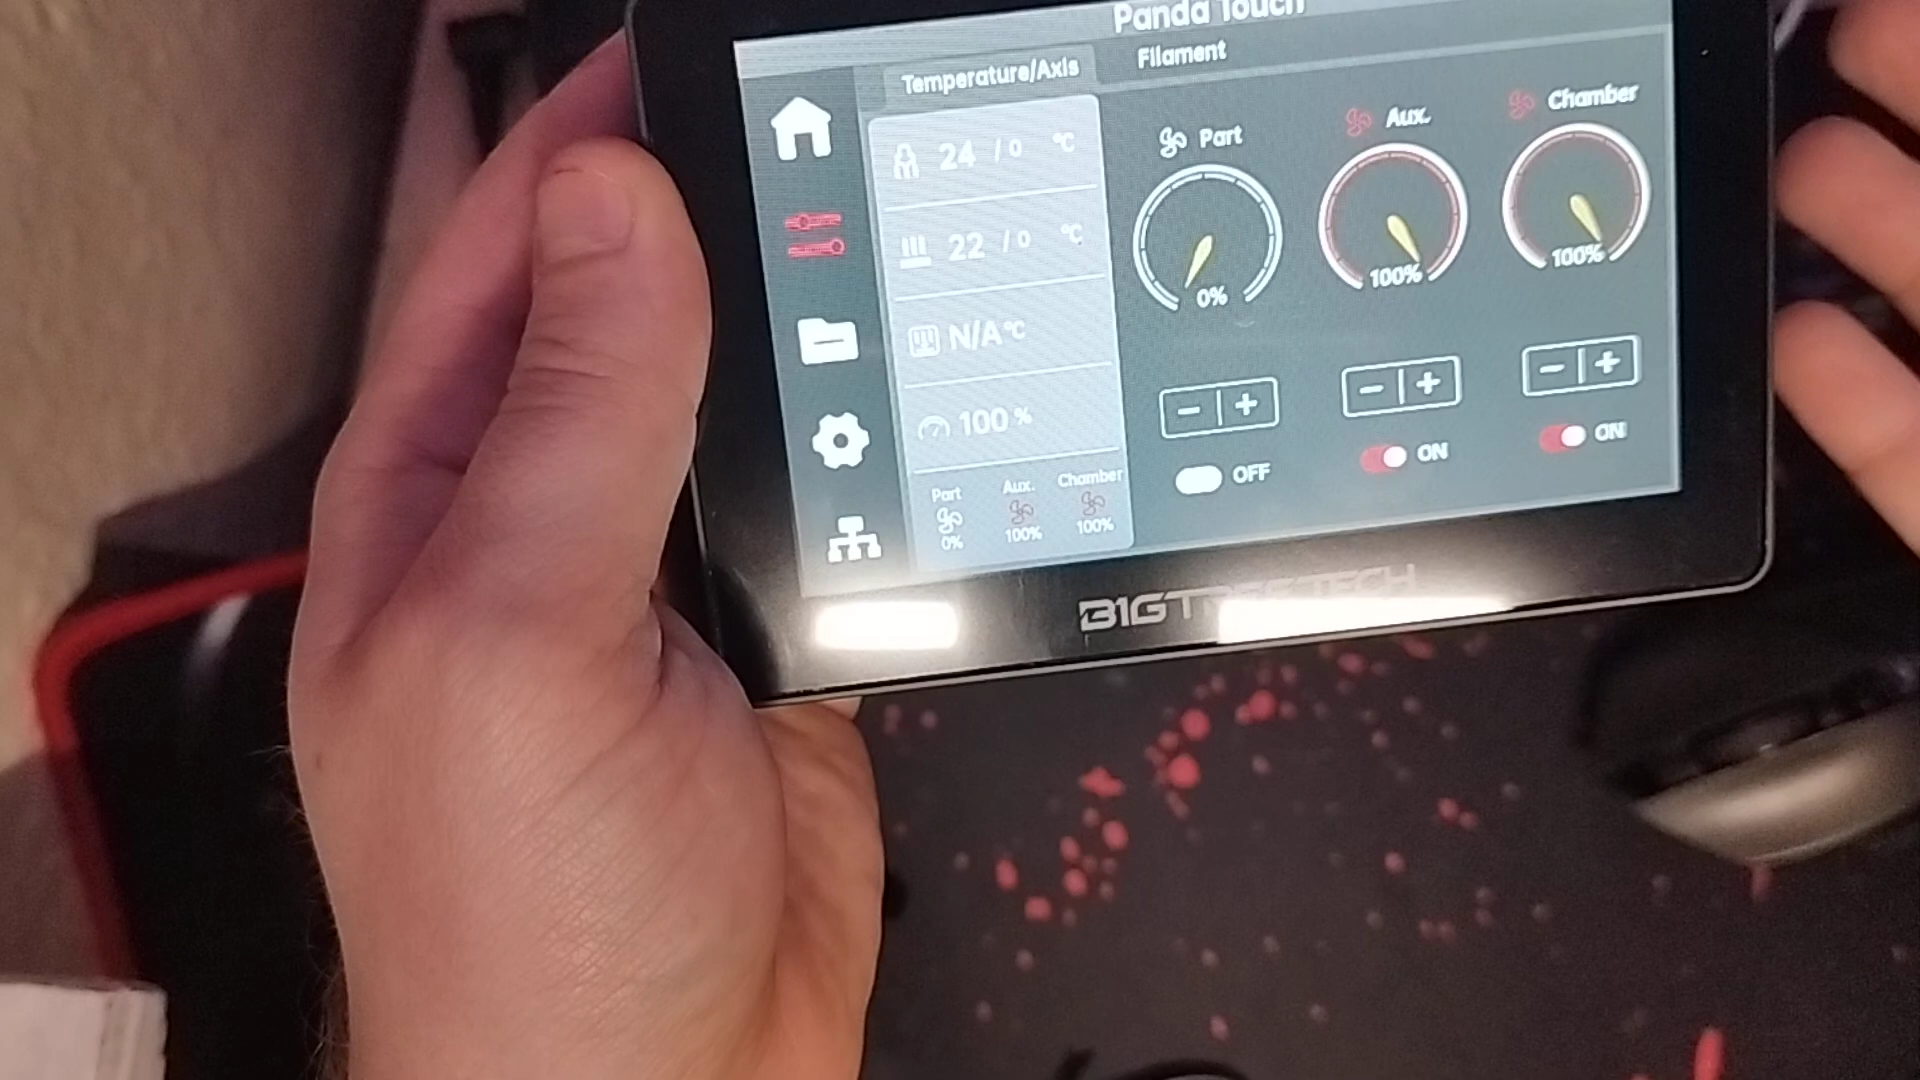 Panda Touch
Temperature/Axis
Filament
24 / 0 °C
22 / 0 °C
N/A°C
100 %
Part
Aux.
Chamber
0%
100%
100%
Part
Aux.
Chamber
0%
100%
100%
− | +
− | +
− | +
OFF
ON
ON
B1GTREETECH